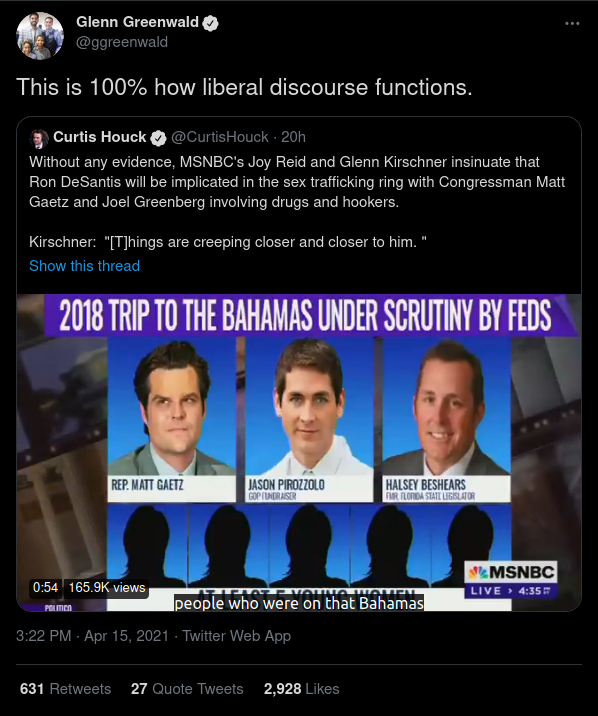 Glenn Greenwald
@ggreenwald
This is 100% how liberal discourse functions.
Curtis Houck @CurtisHouck · 20h
Without any evidence, MSNBC's Joy Reid and Glenn Kirschner insinuate that
Ron DeSantis will be implicated in the sex trafficking ring with Congressman Matt
Gaetz and Joel Greenberg involving drugs and hookers.
Kirschner: "[T]hings are creeping closer and closer to him. "
Show this thread
2018 TRIP TO THE BAHAMAS UNDER SCRUTINY BY FEDS
REP. MATT GAETZ
JASON PIROZZOLO
GOP FUNDRAISER
HALSEY BESHEARS
FMR. FLORIDA STATE LEGISLATOR
MSNBC
LIVE 4:35 PT
0:54 165.9K views
AT LEAST 5 YOUNG WOMEN
people who were on that Bahamas
POLITICO
3:22 PM · Apr 15, 2021 · Twitter Web App
631 Retweets 27 Quote Tweets 2,928 Likes